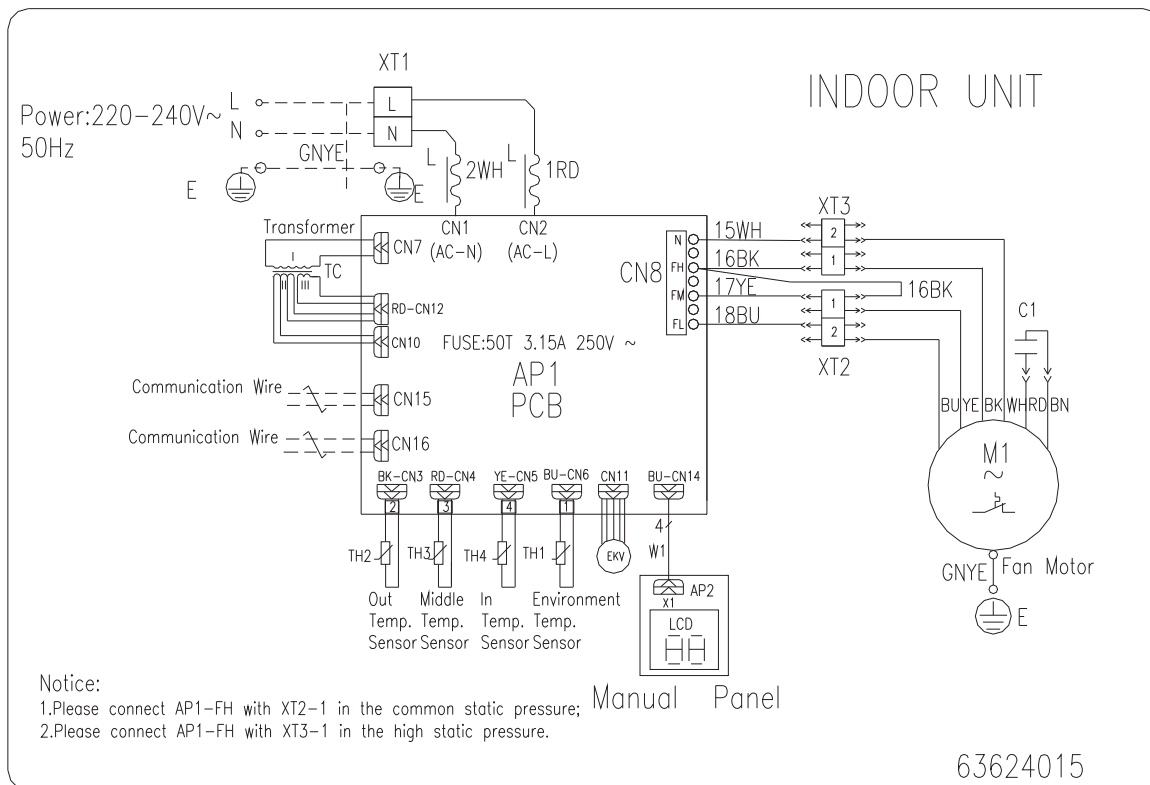 XT1
INDOOR UNIT
Power:220-240V~
50Hz
L
N
L
N
GNYE
E
E
L
2WH
L
1RD
CN1
(AC-N)
CN2
(AC-L)
Transformer
I
II
III
TC
CN7
RD-CN12
CN10
FUSE:50T 3.15A 250V ~
AP1
PCB
Communication Wire
CN15
Communication Wire
CN16
CN8
N
FH
FM
FL
15WH
16BK
17YE
18BU
XT3
2
1
16BK
1
2
XT2
C1
BU YE BK WH RD BN
M1
~
GNYE
Fan Motor
E
BK-CN3
RD-CN4
YE-CN5
BU-CN6
CN11
BU-CN14
2
3
4
1
TH2
TH3
TH4
TH1
EKV
4
W1
Out
Temp.
Sensor
Middle
Temp.
Sensor
In
Temp.
Sensor
Environment
Temp.
Sensor
AP2
X1
LCD
88
Manual Panel
Notice:
1.Please connect AP1-FH with XT2-1 in the common static pressure;
2.Please connect AP1-FH with XT3-1 in the high static pressure.
63624015